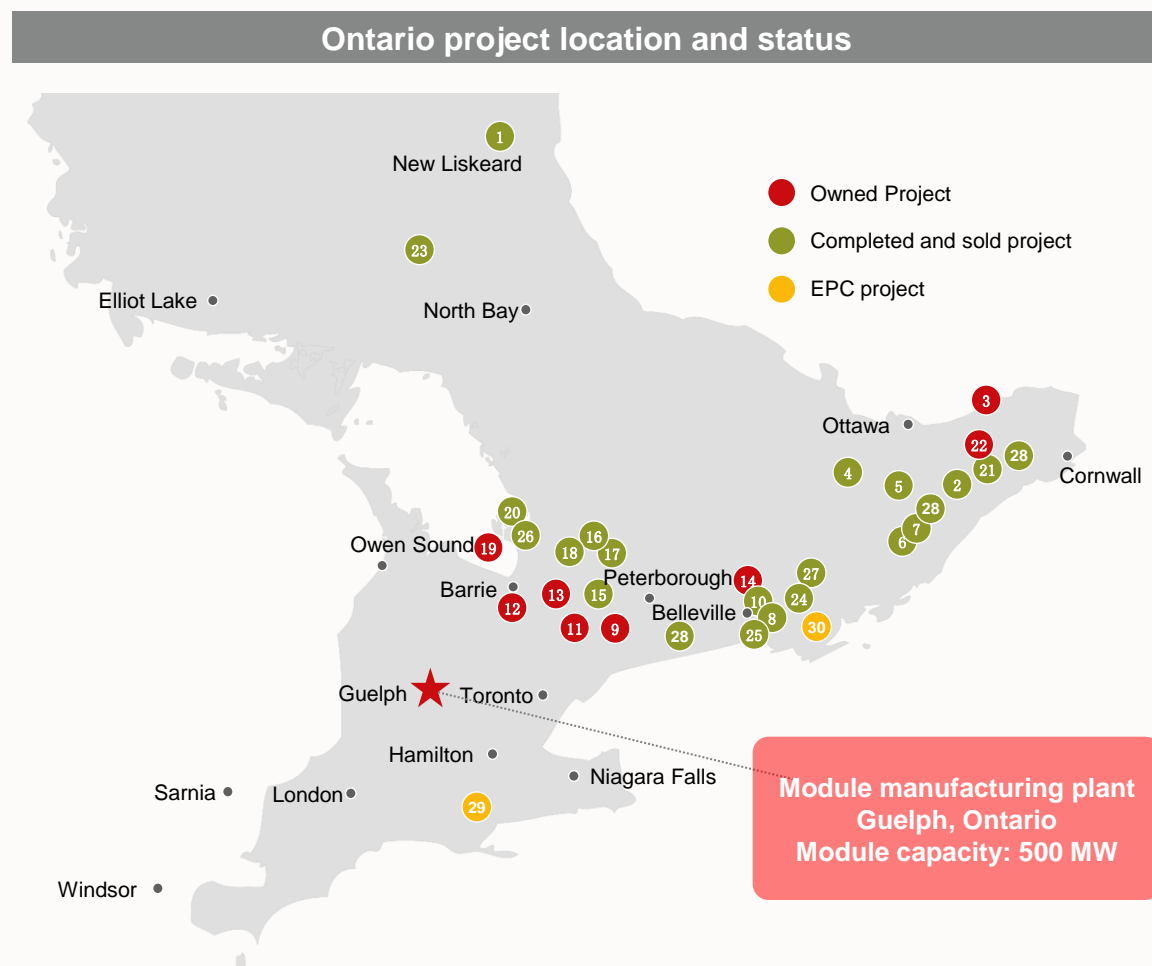 Ontario project location and status
1
New Liskeard
Owned Project
23
Completed and sold project
EPC project
Elliot Lake
North Bay
3
Ottawa
22
28
4
21
Cornwall
5
2
28
20
7
26
16
6
Owen Sound
19
18
17
27
Peterborough
14
Barrie
13
15
24
10
12
Belleville
8
11
9
30
28
25
Guelph
Toronto
Hamilton
Niagara Falls
Module manufacturing plant
Guelph, Ontario
Module capacity: 500 MW
Sarnia
London
29
Windsor